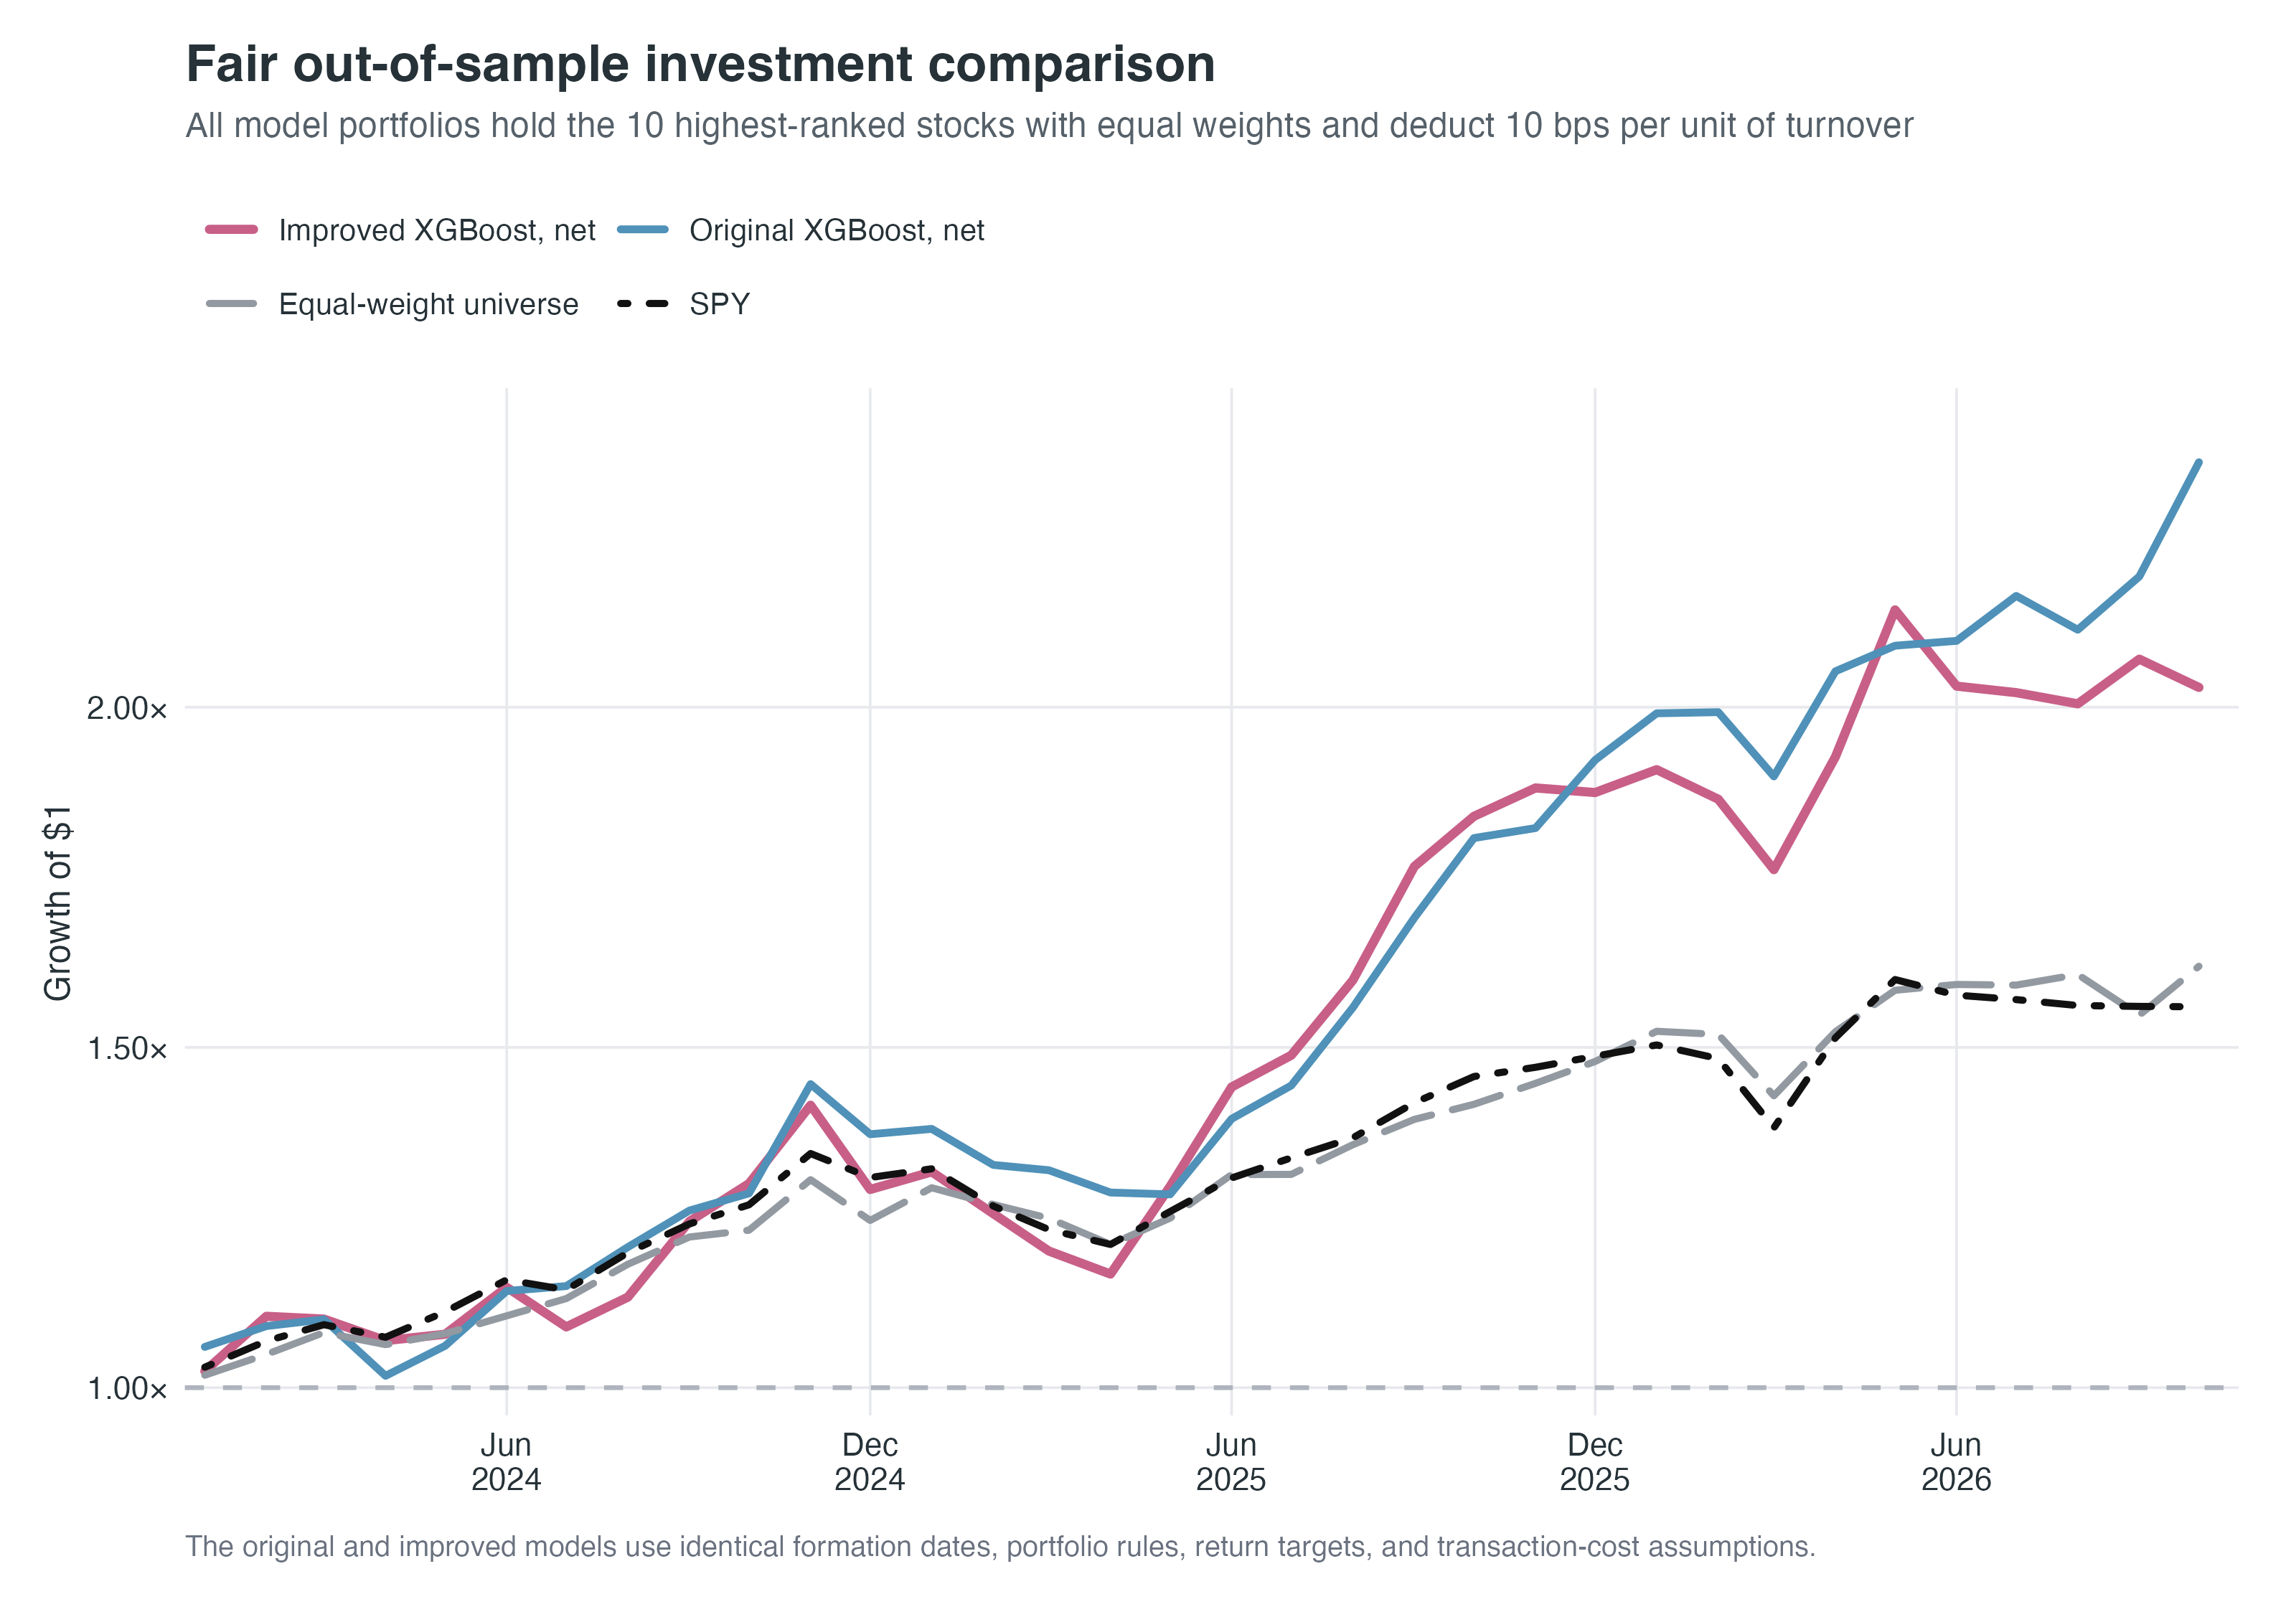 Fair out-of-sample investment comparison
All model portfolios hold the 10 highest-ranked stocks with equal weights and deduct 10 bps per unit of turnover
Improved XGBoost, net
Original XGBoost, net
Equal-weight universe
SPY
Growth of $1
2.00×
1.50×
1.00×
Jun
2024
Dec
2024
Jun
2025
Dec
2025
Jun
2026
The original and improved models use identical formation dates, portfolio rules, return targets, and transaction-cost assumptions.